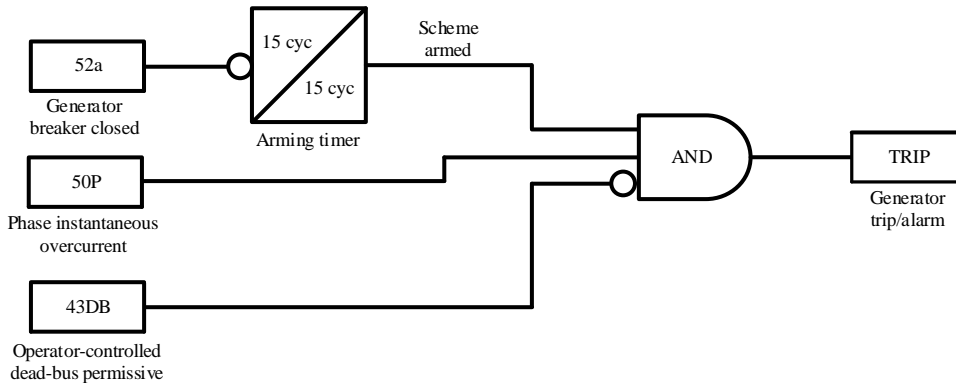 52a
Generator
breaker closed
15 cyc
15 cyc
Arming timer
Scheme
armed
50P
Phase instantaneous
overcurrent
43DB
Operator-controlled
dead-bus permissive
AND
TRIP
Generator
trip/alarm